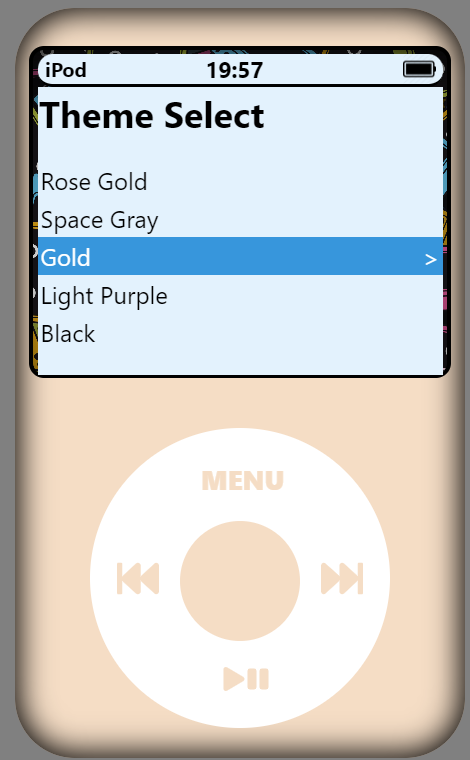 iPod 19:57
Theme Select
Rose Gold
Space Gray
Gold >
Light Purple
Black
MENU